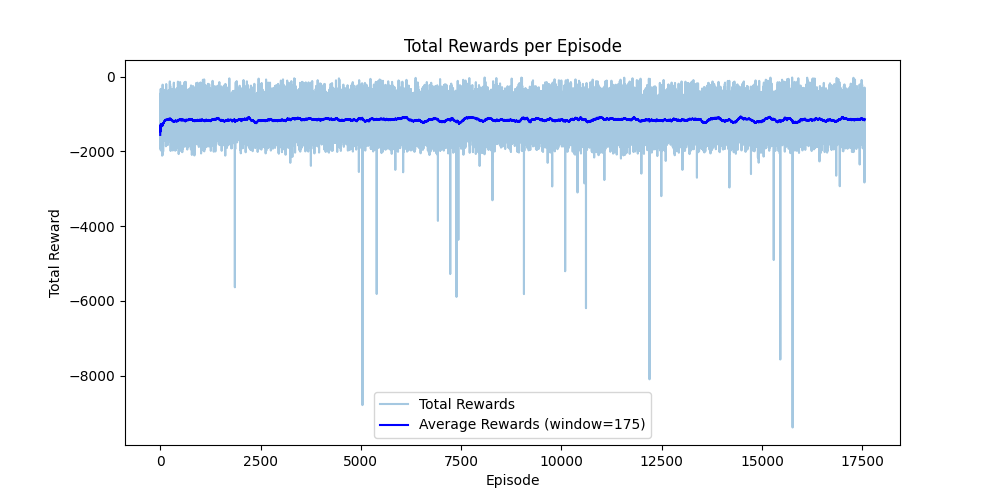 Total Rewards per Episode
Total Reward
0
−2000
−4000
−6000
−8000
Total Rewards
Average Rewards (window=175)
0
2500
5000
7500
10000
12500
15000
17500
Episode